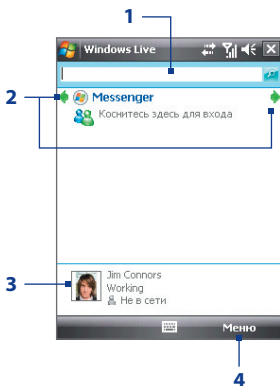 1
Windows Live
2
Messenger
Коснитесь здесь для входа
3
Jim Connors
Working
Не в сети
Меню
4